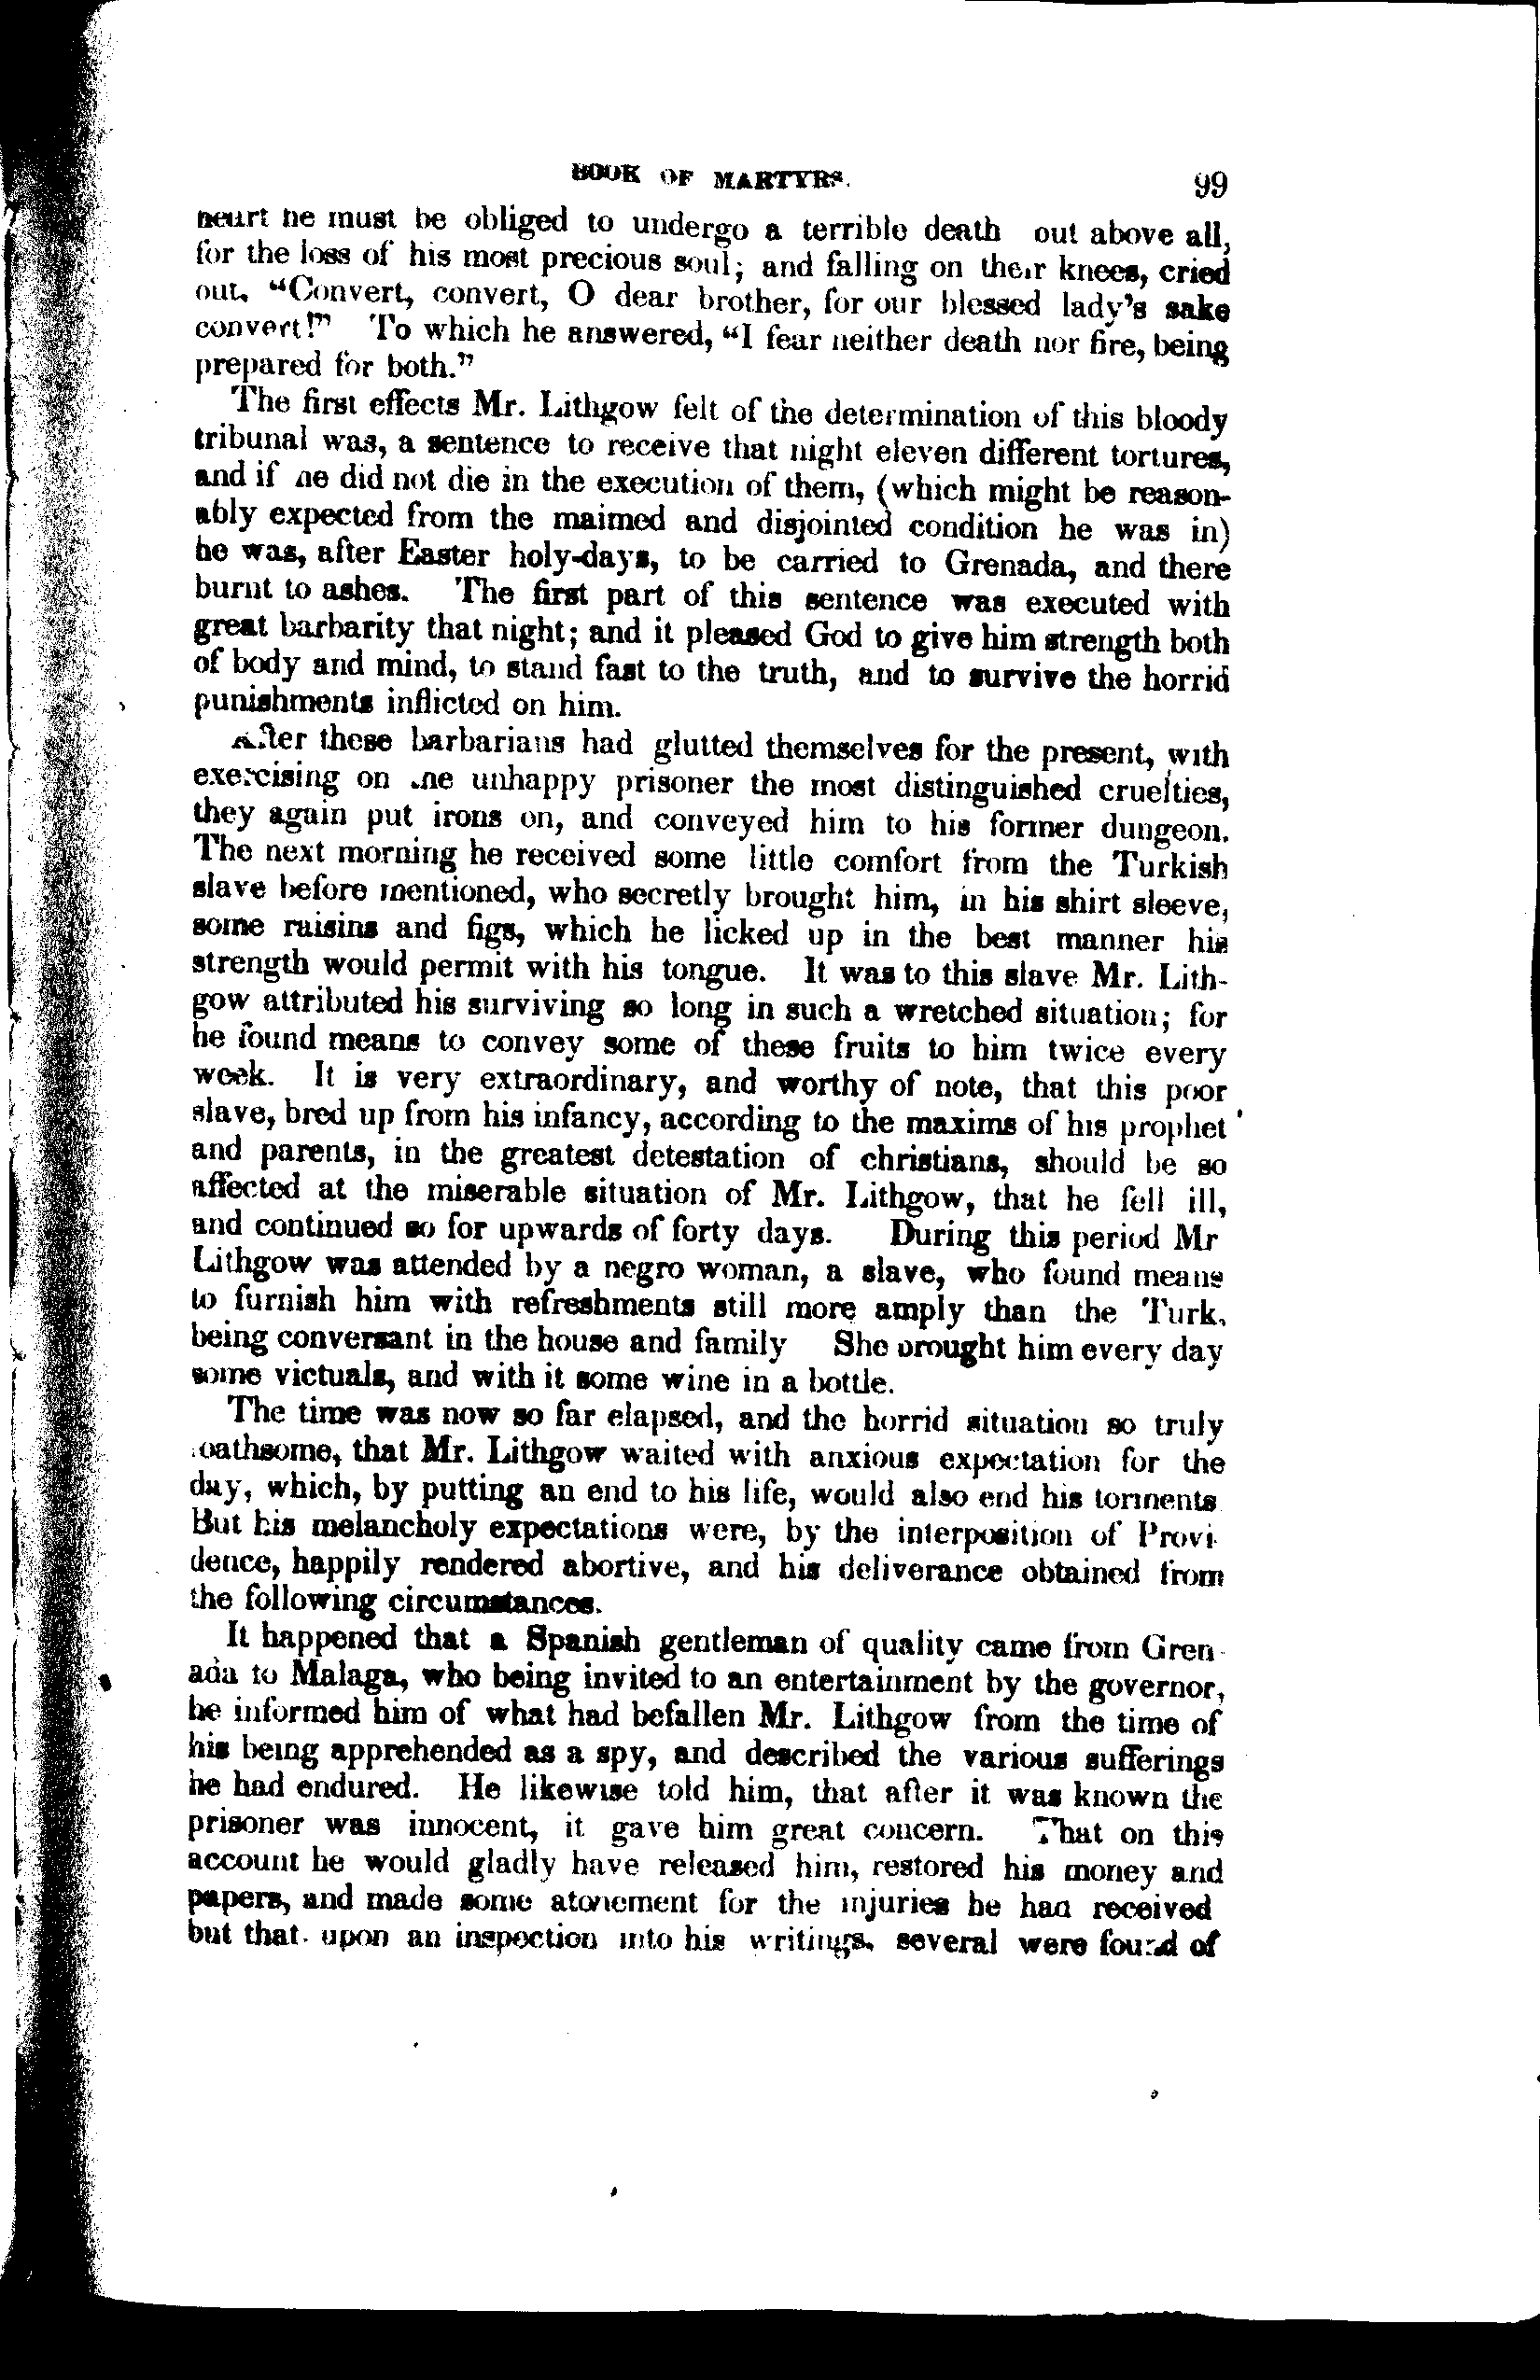 BOOK OF MARTYRS. 99
heart he must be obliged to undergo a terrible death out above all,
for the loss of his most precious soul; and falling on their knees, cried
out, "Convert, convert, O dear brother, for our blessed lady's sake
convert!" To which he answered, "I fear neither death nor fire, being
prepared for both."
The first effects Mr. Lithgow felt of the determination of this bloody
tribunal was, a sentence to receive that night eleven different tortures,
and if he did not die in the execution of them, (which might be reason-
ably expected from the maimed and disjointed condition he was in)
he was, after Easter holy-days, to be carried to Grenada, and there
burnt to ashes. The first part of this sentence was executed with
great barbarity that night; and it pleased God to give him strength both
of body and mind, to stand fast to the truth, and to survive the horrid
punishments inflicted on him.
After these barbarians had glutted themselves for the present, with
exercising on the unhappy prisoner the most distinguished cruelties,
they again put irons on, and conveyed him to his former dungeon.
The next morning he received some little comfort from the Turkish
slave before mentioned, who secretly brought him, in his shirt sleeve,
some raisins and figs, which he licked up in the best manner his
strength would permit with his tongue. It was to this slave Mr. Lith-
gow attributed his surviving so long in such a wretched situation; for
he found means to convey some of these fruits to him twice every
week. It is very extraordinary, and worthy of note, that this poor
slave, bred up from his infancy, according to the maxims of his prophet
and parents, in the greatest detestation of christians, should be so
affected at the miserable situation of Mr. Lithgow, that he fell ill,
and continued so for upwards of forty days. During this period Mr
Lithgow was attended by a negro woman, a slave, who found means
to furnish him with refreshments still more amply than the Turk,
being conversant in the house and family She brought him every day
some victuals, and with it some wine in a bottle.
The time was now so far elapsed, and the horrid situation so truly
loathsome, that Mr. Lithgow waited with anxious expectation for the
day, which, by putting an end to his life, would also end his torments
But his melancholy expectations were, by the interposition of Provi-
dence, happily rendered abortive, and his deliverance obtained from
the following circumstances.
It happened that a Spanish gentleman of quality came from Gren-
ada to Malaga, who being invited to an entertainment by the governor,
he informed him of what had befallen Mr. Lithgow from the time of
his being apprehended as a spy, and described the various sufferings
he had endured. He likewise told him, that after it was known the
prisoner was innocent, it gave him great concern. That on this
account he would gladly have released him, restored his money and
papers, and made some atonement for the injuries he had received
but that. upon an inspection into his writings, several were found of